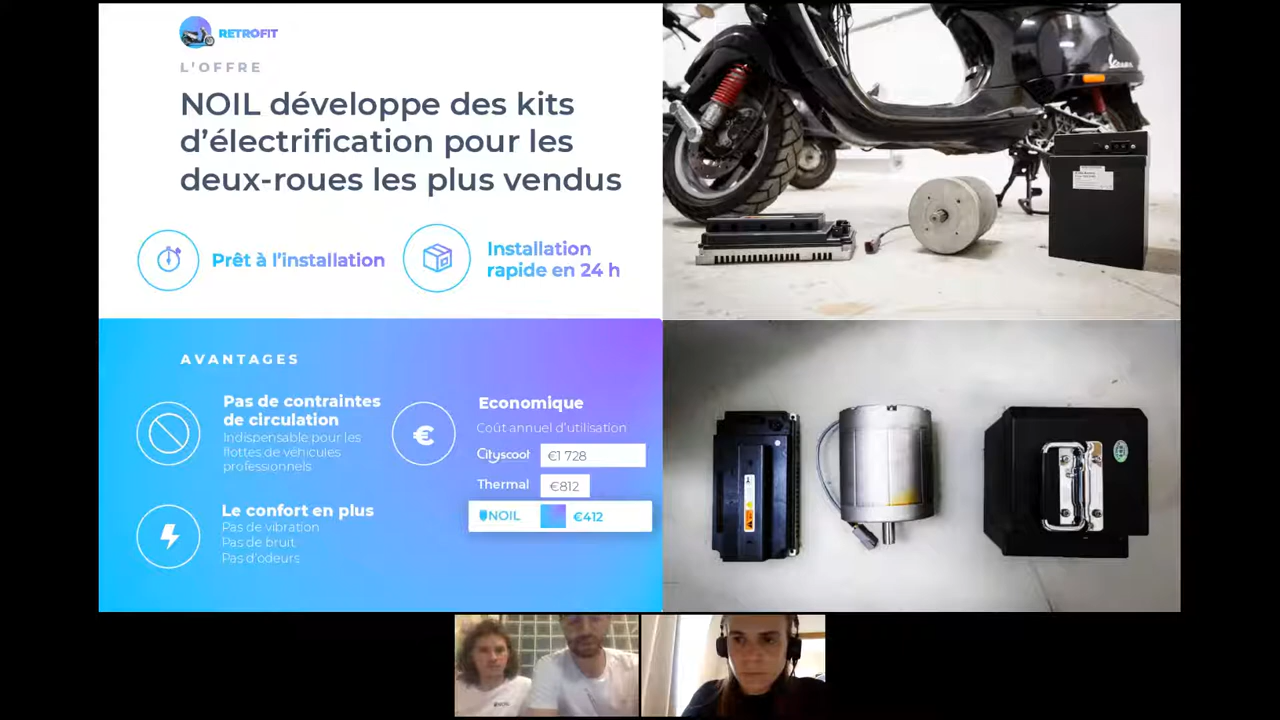 RETROFIT
L'OFFRE
NOIL développe des kits
d'électrification pour les
deux-roues les plus vendus
Prêt à l'installation
Installation
rapide en 24 h
AVANTAGES
Pas de contraintes
de circulation
Indispensable pour les
flottes de véhicules
professionnels
Le confort en plus
Pas de vibration
Pas de bruit
Pas d'odeurs
Economique
Coût annuel d'utilisation
Cityscoot €1 728
Thermal €812
NOIL €412
Vespa
NOIL